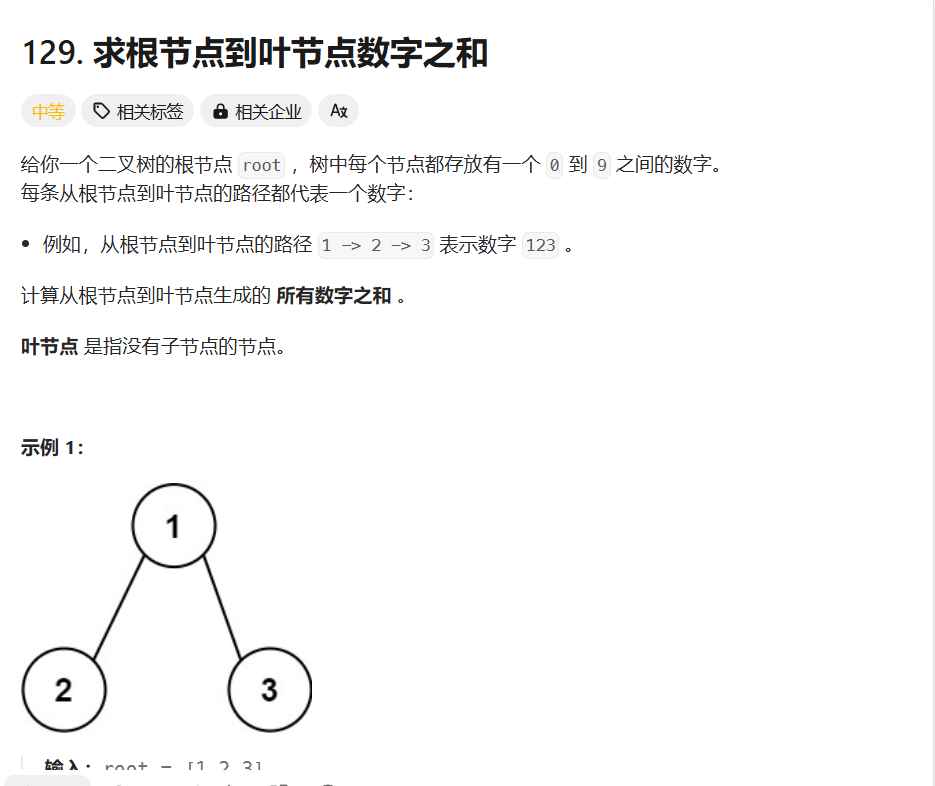 129. 求根节点到叶节点数字之和
中等 相关标签 相关企业
给你一个二叉树的根节点 root ，树中每个节点都存放有一个 0 到 9 之间的数字。
每条从根节点到叶节点的路径都代表一个数字：
例如，从根节点到叶节点的路径 1 -> 2 -> 3 表示数字 123 。
计算从根节点到叶节点生成的 所有数字之和 。
叶节点 是指没有子节点的节点。
示例 1：
1
2 3
输入：root = [1,2,3]